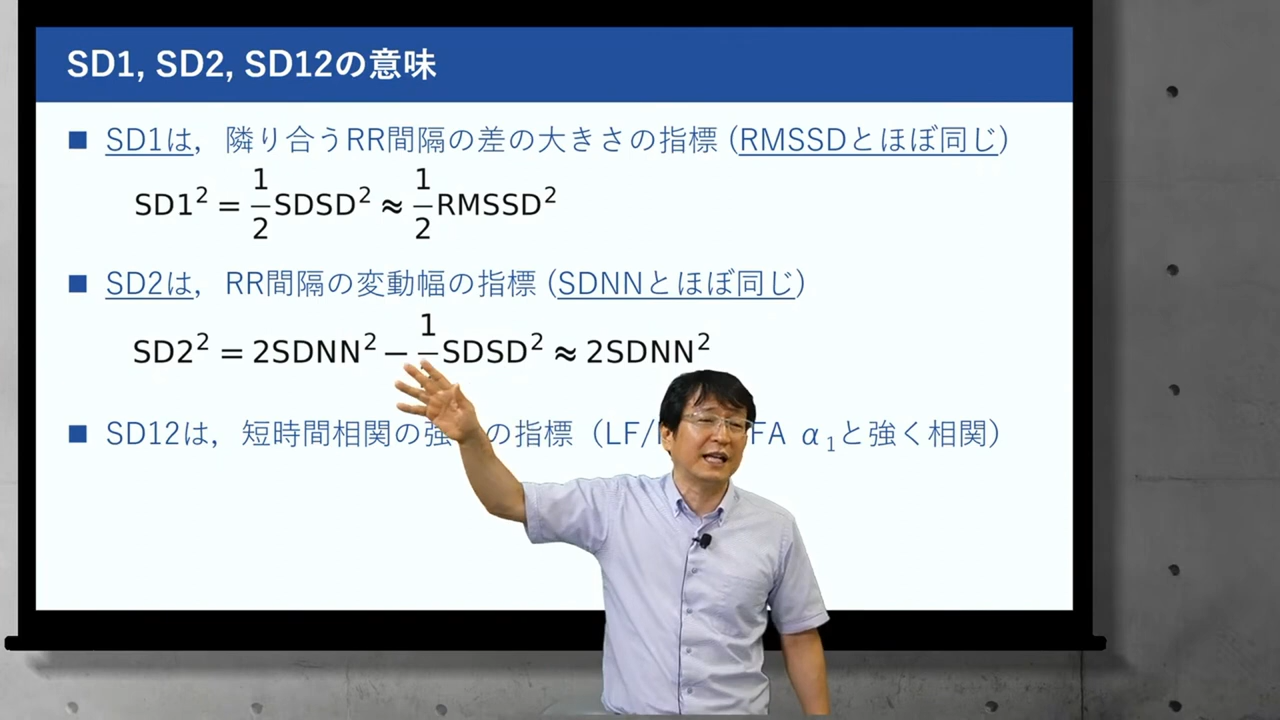 SD1, SD2, SD12の意味
■ SD1は，隣り合うRR間隔の差の大きさの指標 (RMSSDとほぼ同じ)
SD1² = 1/2 SDSD² ≈ 1/2 RMSSD²
■ SD2は，RR間隔の変動幅の指標 (SDNNとほぼ同じ)
SD2² = 2SDNN² − 1 SDSD² ≈ 2SDNN²
■ SD12は，短時間相関の強 の指標（LF/ FA α₁と強く相関）